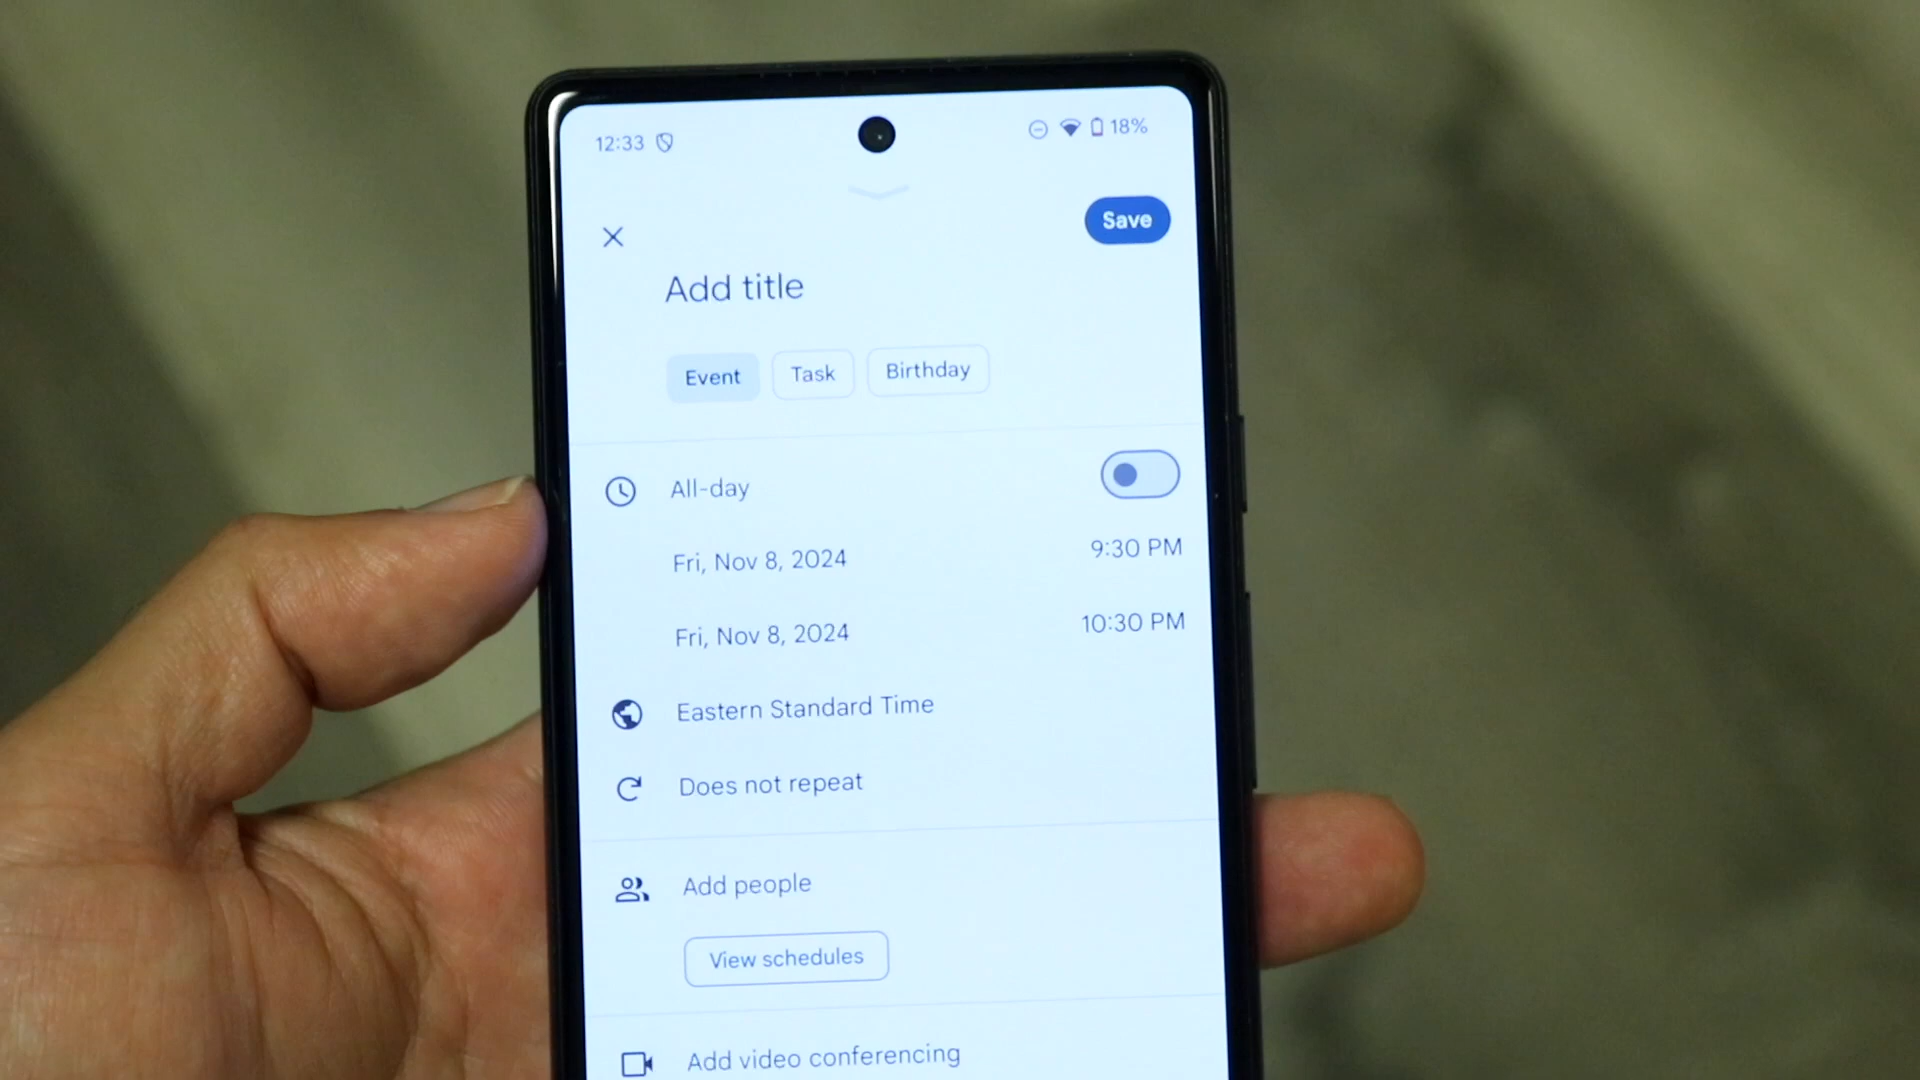 12:33 18%
Save
Add title
Event Task Birthday
All-day
Fri, Nov 8, 2024 9:30 PM
Fri, Nov 8, 2024 10:30 PM
Eastern Standard Time
Does not repeat
Add people
View schedules
Add video conferencing